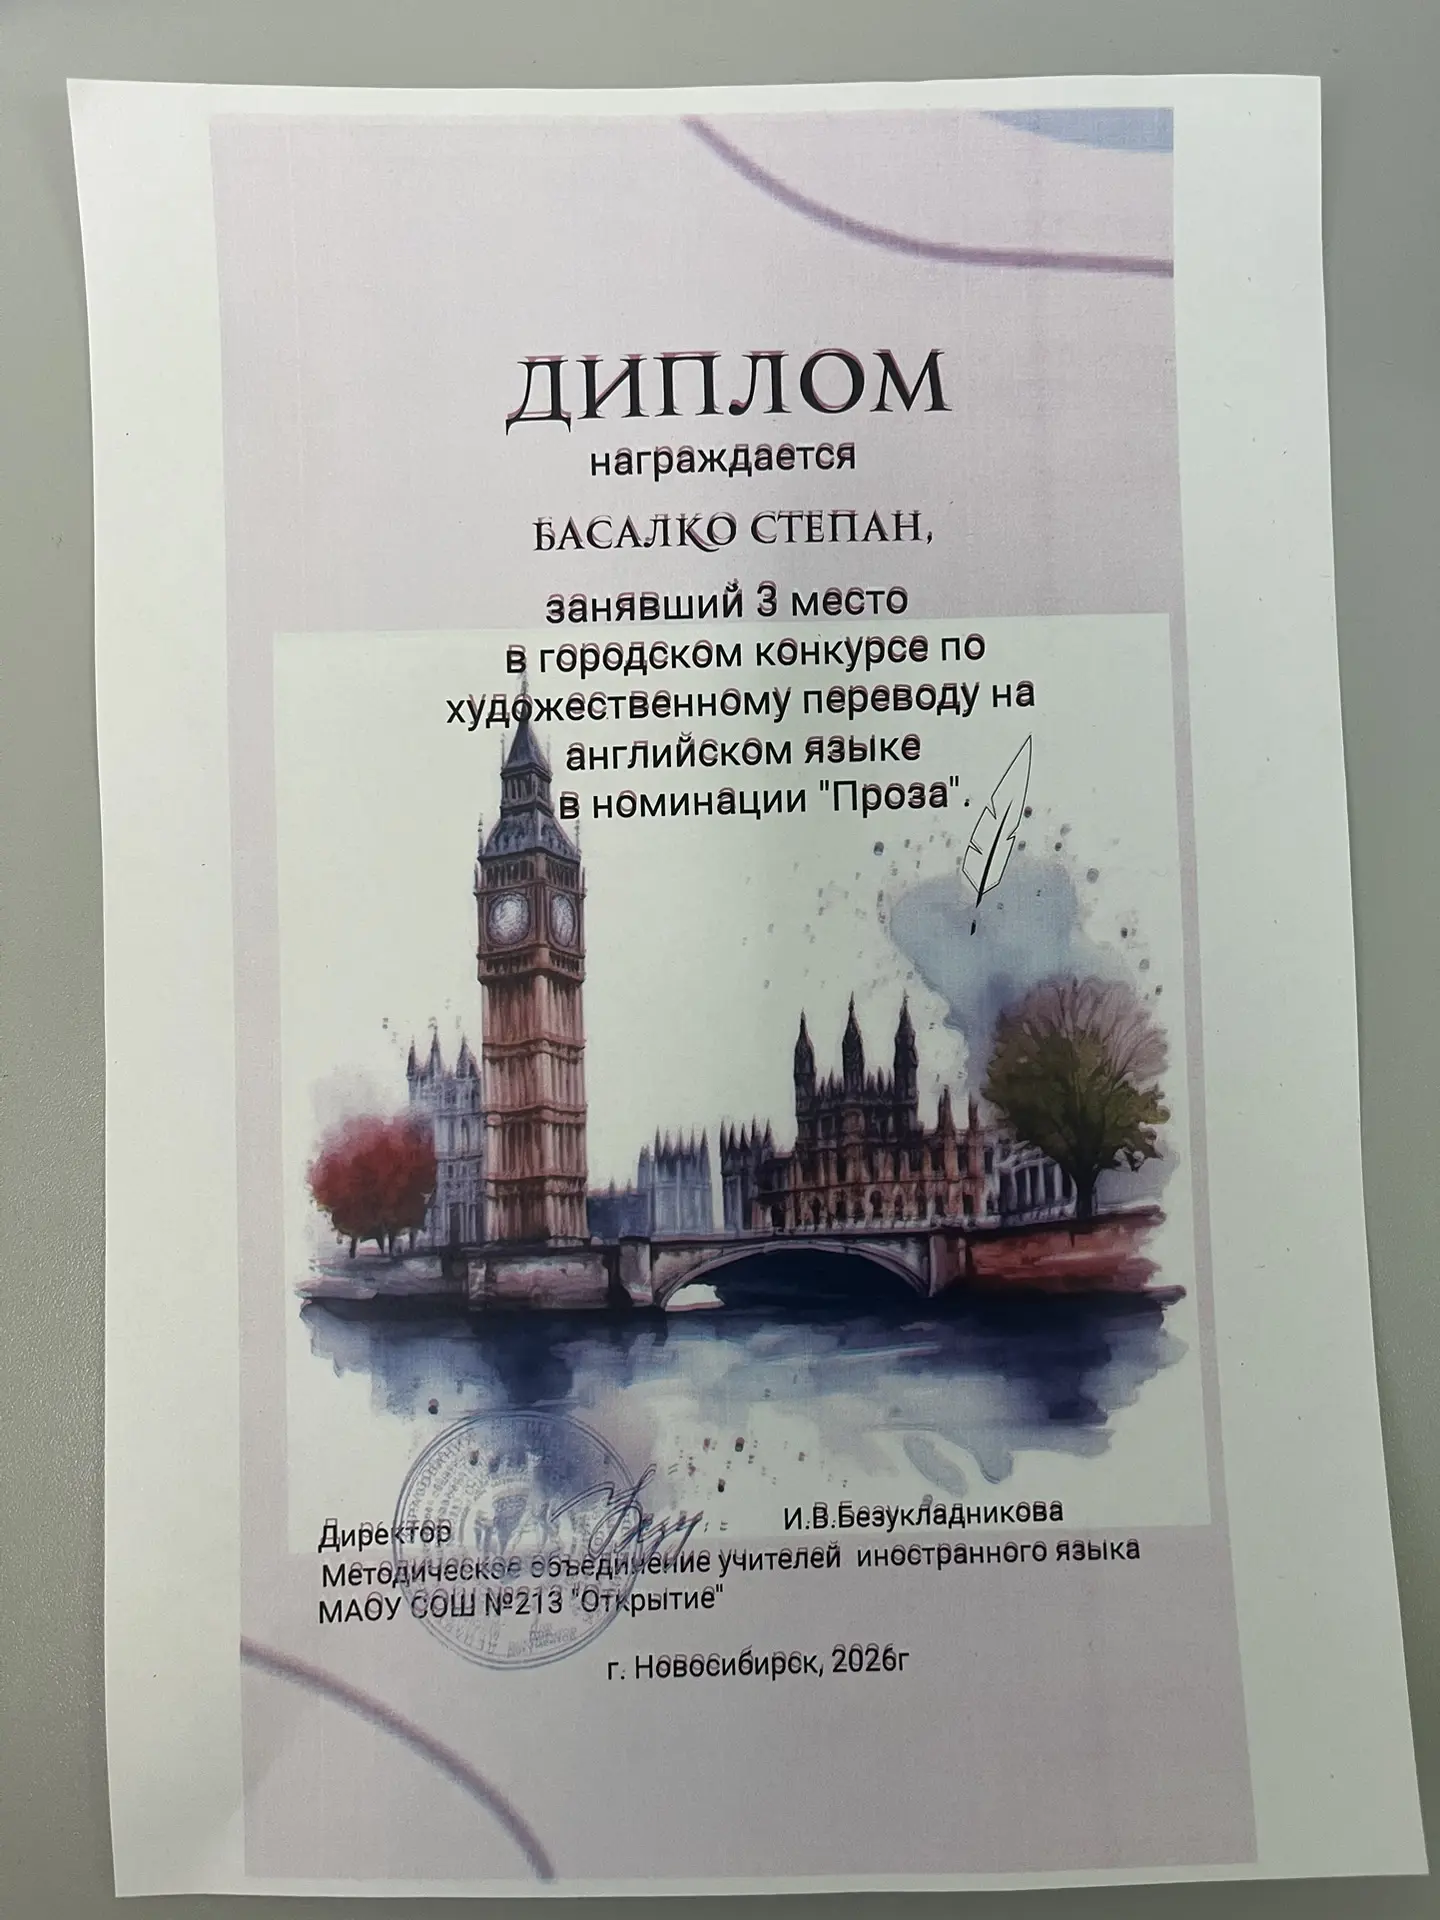 ДИПЛОМ
награждается
БАСАЛКО СТЕПАН,
занявший 3 место
в городском конкурсе по
художественному переводу на
английском языке
в номинации "Проза".
Директор И.В.Безукладникова
Методическое объединение учителей иностранного языка
МАОУ СОШ №213 "Открытие"
г. Новосибирск, 2026г